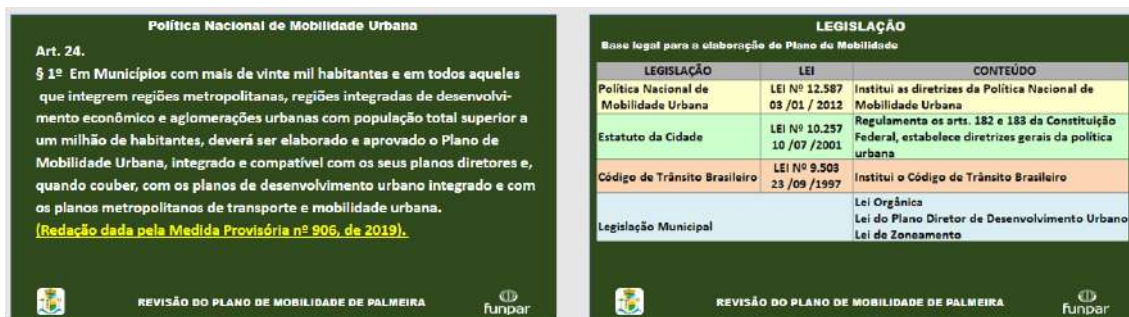 Política Nacional de Mobilidade Urbana
Art. 24.
§ 1º Em Municípios com mais de vinte mil habitantes e em todos aqueles
que integrem regiões metropolitanas, regiões integradas de desenvolvi-
mento econômico e aglomerações urbanas com população total superior a
um milhão de habitantes, deverá ser elaborado e aprovado o Plano de
Mobilidade Urbana, integrado e compatível com os seus planos diretores e,
quando couber, com os planos de desenvolvimento urbano integrado e com
os planos metropolitanos de transporte e mobilidade urbana.
(Redação dada pela Medida Provisória nº 906, de 2019).
REVISÃO DO PLANO DE MOBILIDADE DE PALMEIRA
funpar
LEGISLAÇÃO
Base legal para a elaboração do Plano de Mobilidade
LEGISLAÇÃO LEI CONTEÚDO
Política Nacional de Mobilidade Urbana LEI Nº 12.587 03 /01 / 2012 Institui as diretrizes da Política Nacional de Mobilidade Urbana
Estatuto da Cidade LEI Nº 10.257 10 /07 /2001 Regulamenta os arts. 182 e 183 da Constituição Federal, estabelece diretrizes gerais da política urbana
Código de Trânsito Brasileiro LEI Nº 9.503 23 /09 /1997 Institui o Código de Trânsito Brasileiro
Legislação Municipal Lei Orgânica
Lei do Plano Diretor de Desenvolvimento Urbano
Lei de Zoneamento
REVISÃO DO PLANO DE MOBILIDADE DE PALMEIRA
funpar